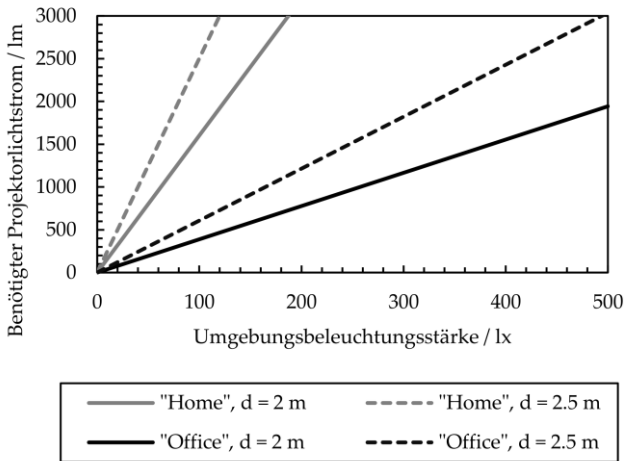 Benötigter Projektorlichtstrom / lm
3000
2500
2000
1500
1000
500
0
0 100 200 300 400 500
Umgebungsbeleuchtungsstärke / lx
"Home", d = 2 m "Home", d = 2.5 m
"Office", d = 2 m "Office", d = 2.5 m